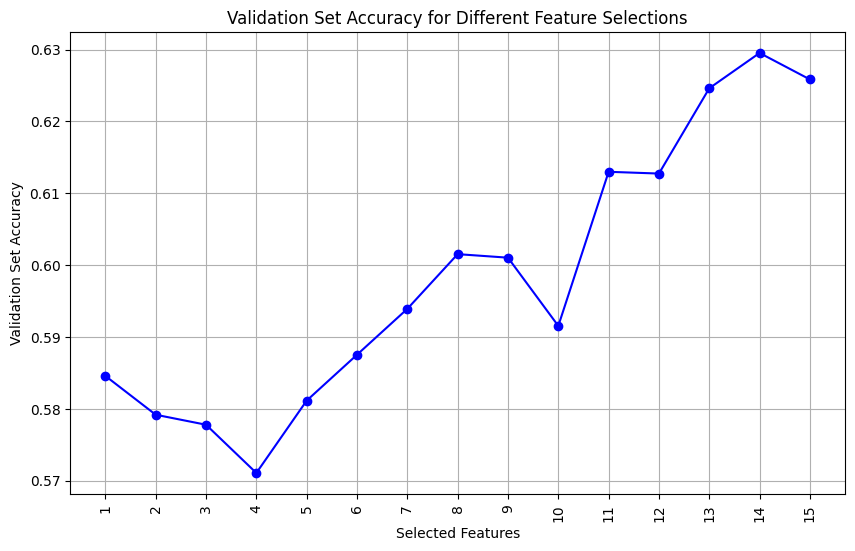 Validation Set Accuracy for Different Feature Selections
Validation Set Accuracy
0.63
0.62
0.61
0.60
0.59
0.58
0.57
1 2 3 4 5 6 7 8 9 10 11 12 13 14 15
Selected Features